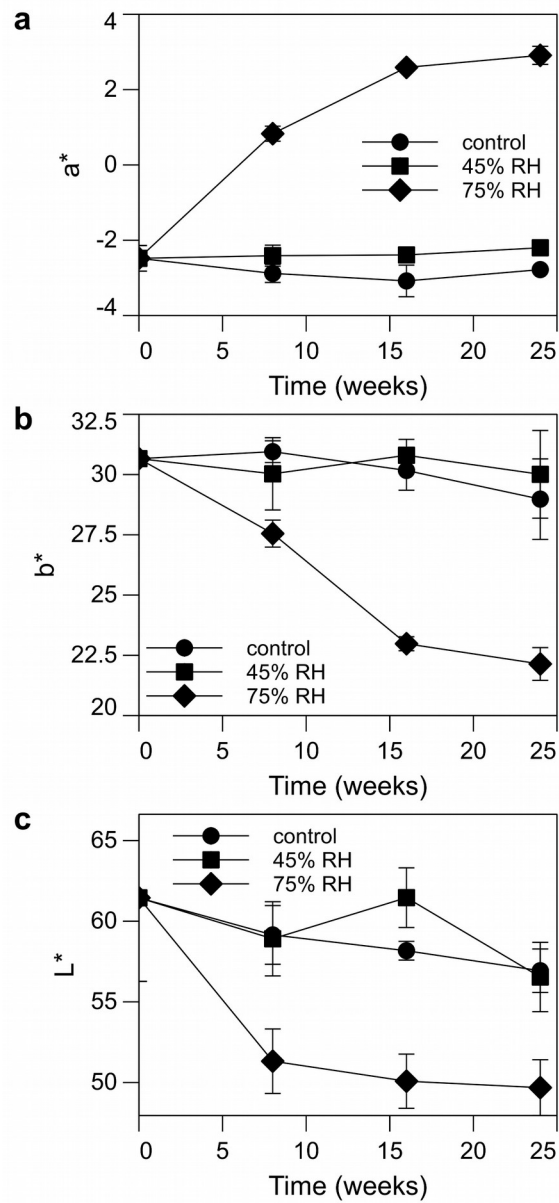 a
4
2
0
-2
-4
a*
control
45% RH
75% RH
0 5 10 15 20 25
Time (weeks)
b
32.5
30
27.5
25
22.5
20
b*
control
45% RH
75% RH
0 5 10 15 20 25
Time (weeks)
c
65
60
55
50
L*
control
45% RH
75% RH
0 5 10 15 20 25
Time (weeks)